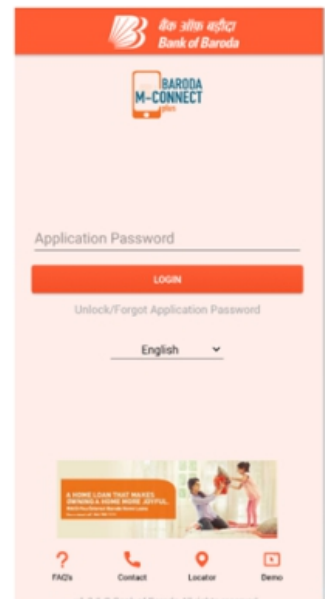 बैंक ऑफ़ बड़ौदा
Bank of Baroda
BARODA
M-CONNECT
plus
Application Password
LOGIN
Unlock/Forgot Application Password
English
A HOME LOAN THAT MAKES
OWNING A HOME MORE JOYFUL.
FAQ's
Contact
Locator
Demo